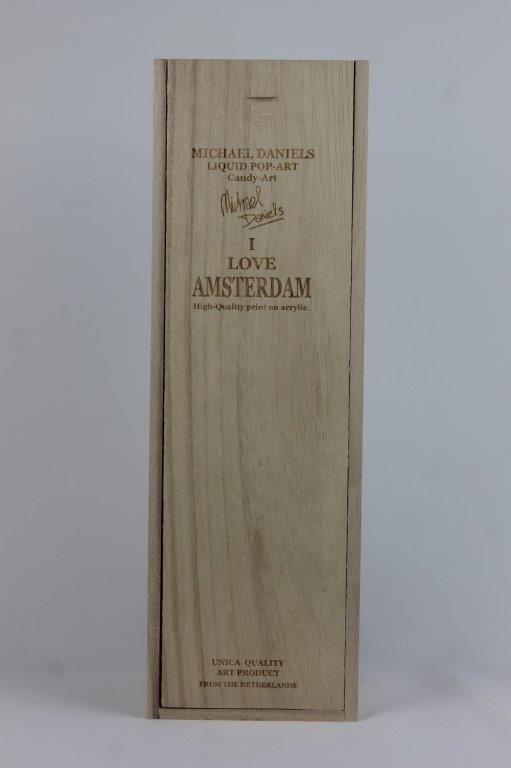 MICHAEL DANIELS
LIQUID POP-ART
Candy-Art
Michael
Daniels
I
LOVE
AMSTERDAM
High-Quality print on acrylic.
UNICA QUALITY
ART PRODUCT
FROM THE NETHERLANDS